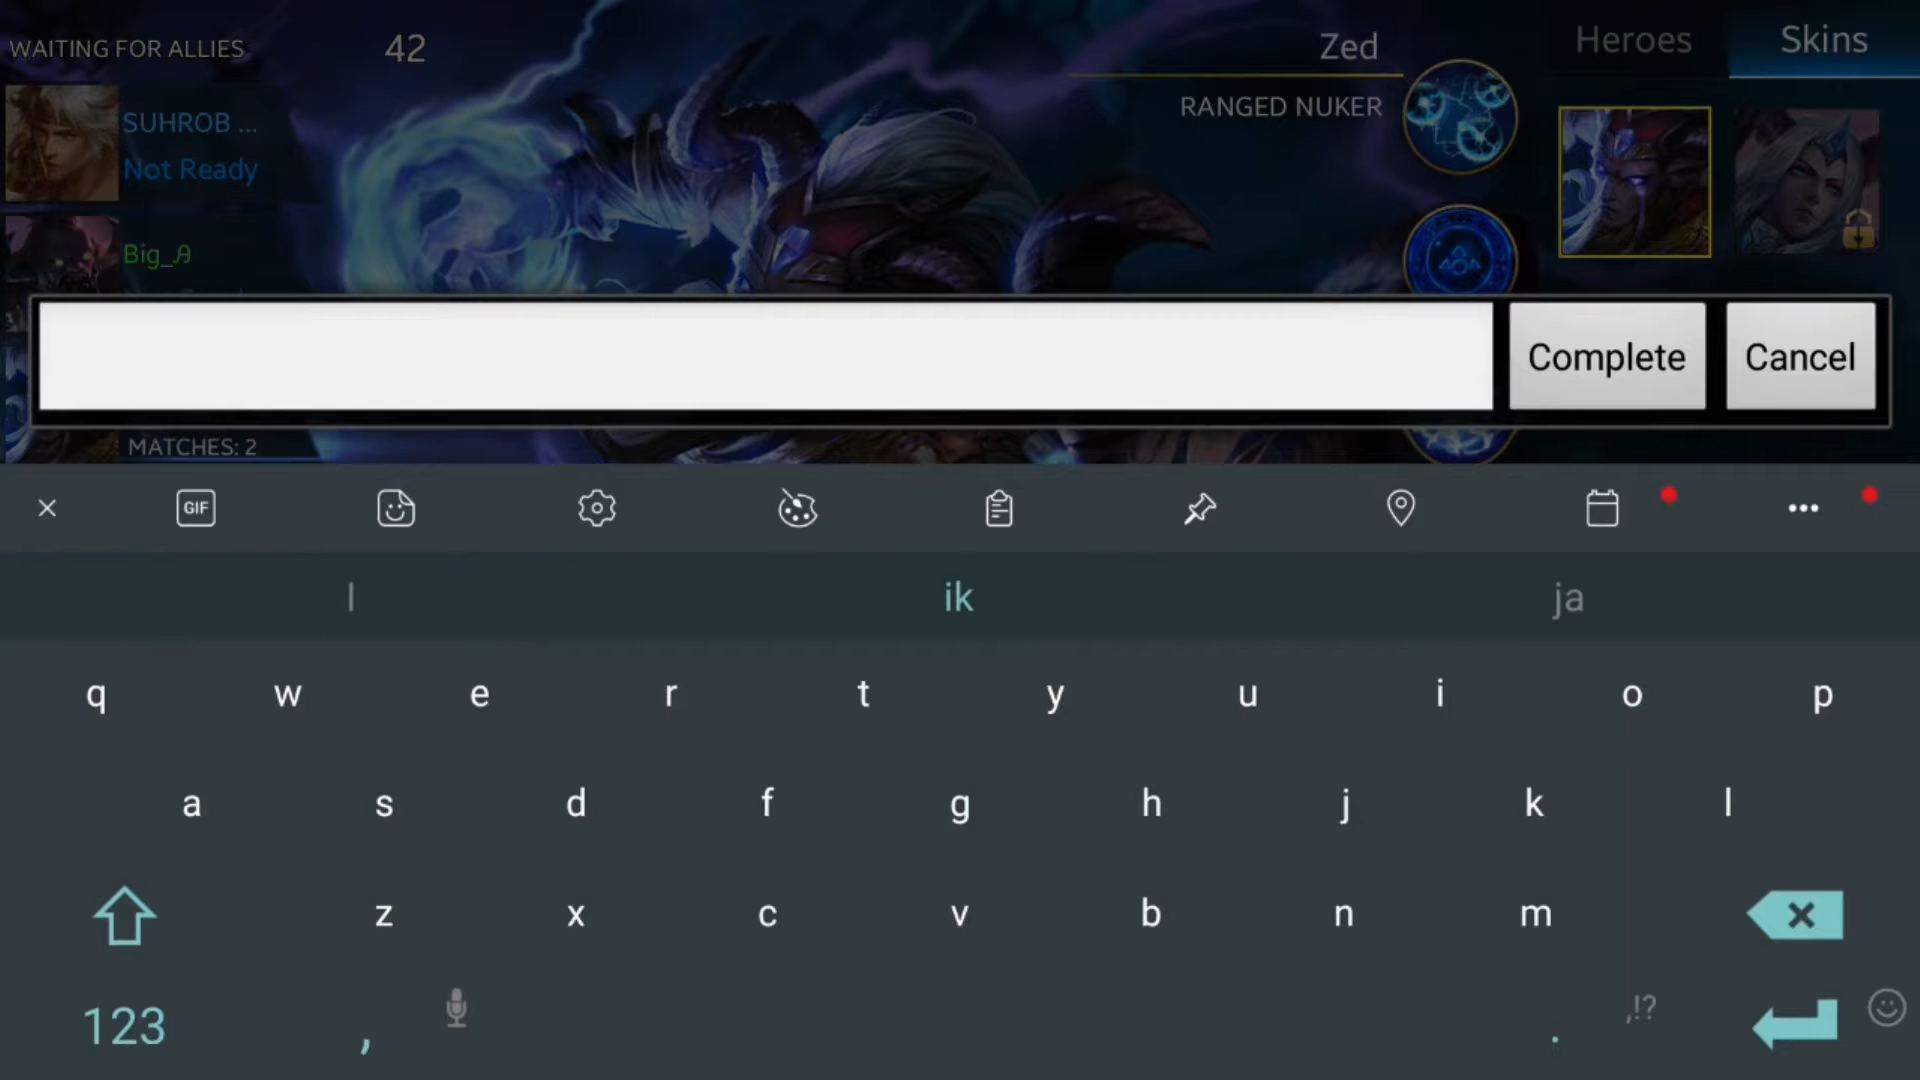 WAITING FOR ALLIES
42
Zed
Heroes
Skins
RANGED NUKER
SUHROB ...
Not Ready
Big_A
Complete
Cancel
MATCHES: 2
GIF
I
ik
ja
q w e r t y u i o p
a s d f g h j k l
z x c v b n m
123
,
.
,!?